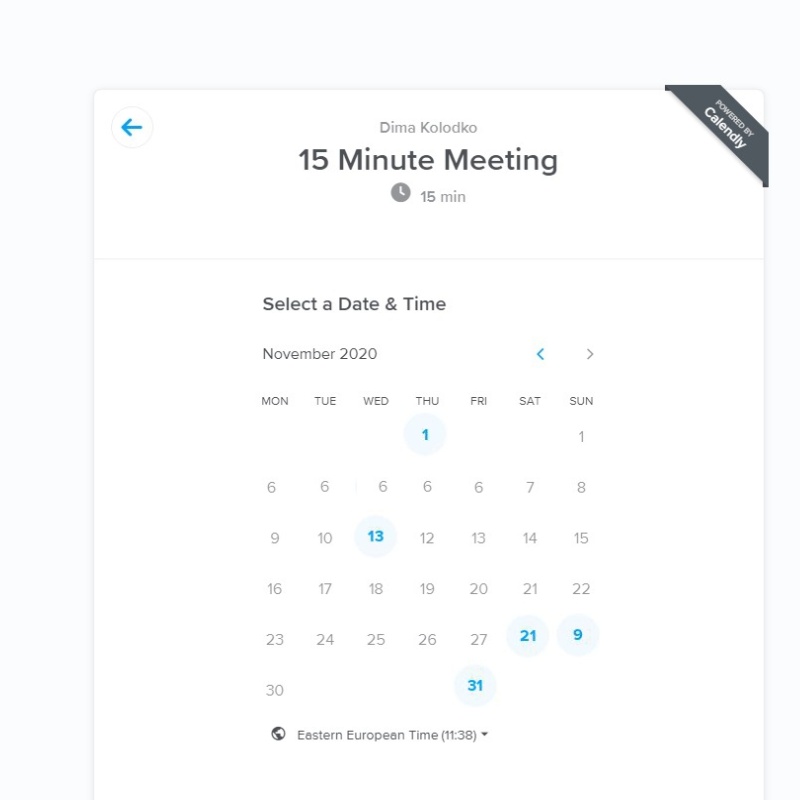 POWERED BY
Calendly
Dima Kolodko
15 Minute Meeting
15 min
Select a Date & Time
November 2020
MON TUE WED THU FRI SAT SUN
1 1
6 6 6 6 6 7 8
9 10 13 12 13 14 15
16 17 18 19 20 21 22
23 24 25 26 27 21 9
30 31
Eastern European Time (11:38)